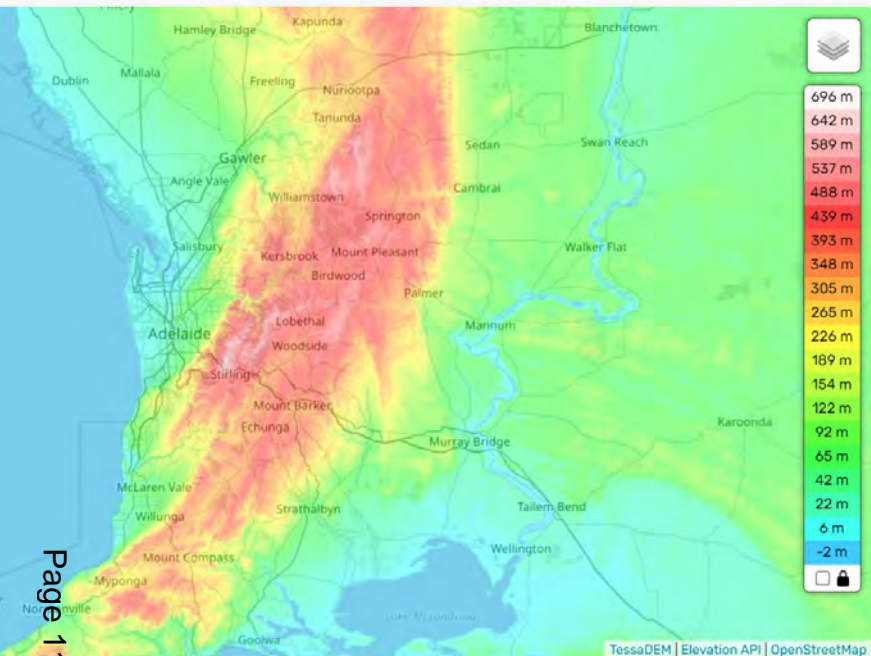 Kapunda
Hamley Bridge
Blanchetown
Dublin
Mallala
Freeling
Nuriootpa
Tanunda
Sedan
Swan Reach
Gawler
Angle Vale
Williamstown
Cambrai
Springton
Salisbury
Kersbrook
Mount Pleasant
Walker Flat
Birdwood
Palmer
Adelaide
Lobethal
Mannum
Woodside
Stirling
Mount Barker
Echunga
Karoonda
Murray Bridge
McLaren Vale
Willunga
Strathalbyn
Tailem Bend
Wellington
Mount Compass
Myponga
Lake Alexandrina
Goolwa
696 m
642 m
589 m
537 m
488 m
439 m
393 m
348 m
305 m
265 m
226 m
189 m
154 m
122 m
92 m
65 m
42 m
22 m
6 m
-2 m
Page 1
TessaDEM | Elevation API | OpenStreetMap